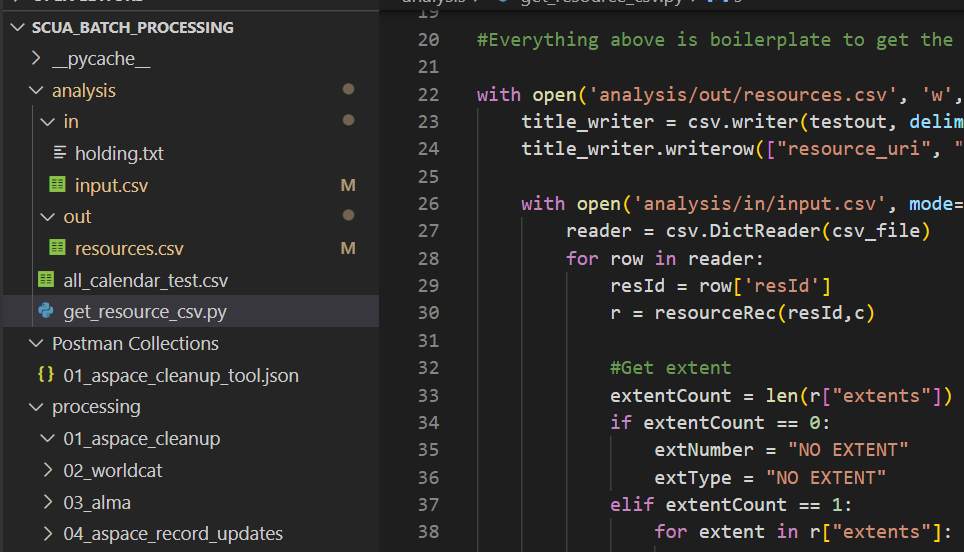 SCUA_BATCH_PROCESSING
__pycache__
analysis
in
holding.txt
input.csv M
out
resources.csv M
all_calendar_test.csv
get_resource_csv.py
Postman Collections
{} 01_aspace_cleanup_tool.json
processing
01_aspace_cleanup
02_worldcat
03_alma
04_aspace_record_updates
19
20 #Everything above is boilerplate to get the
21
22 with open('analysis/out/resources.csv', 'w',
23 title_writer = csv.writer(testout, delim
24 title_writer.writerow(["resource_uri", "
25
26 with open('analysis/in/input.csv', mode=
27 reader = csv.DictReader(csv_file)
28 for row in reader:
29 resId = row['resId']
30 r = resourceRec(resId,c)
31
32 #Get extent
33 extentCount = len(r["extents"])
34 if extentCount == 0:
35 extNumber = "NO EXTENT"
36 extType = "NO EXTENT"
37 elif extentCount == 1:
38 for extent in r["extents"]: